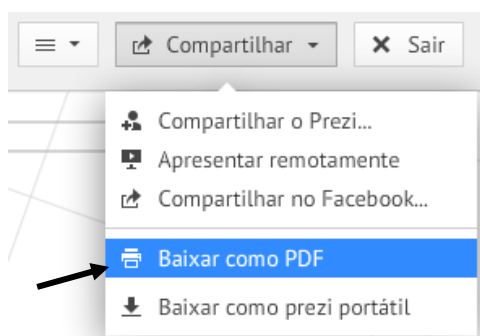 Compartilhar
Sair
Compartilhar o Prezi...
Apresentar remotamente
Compartilhar no Facebook...
Baixar como PDF
Baixar como prezi portátil